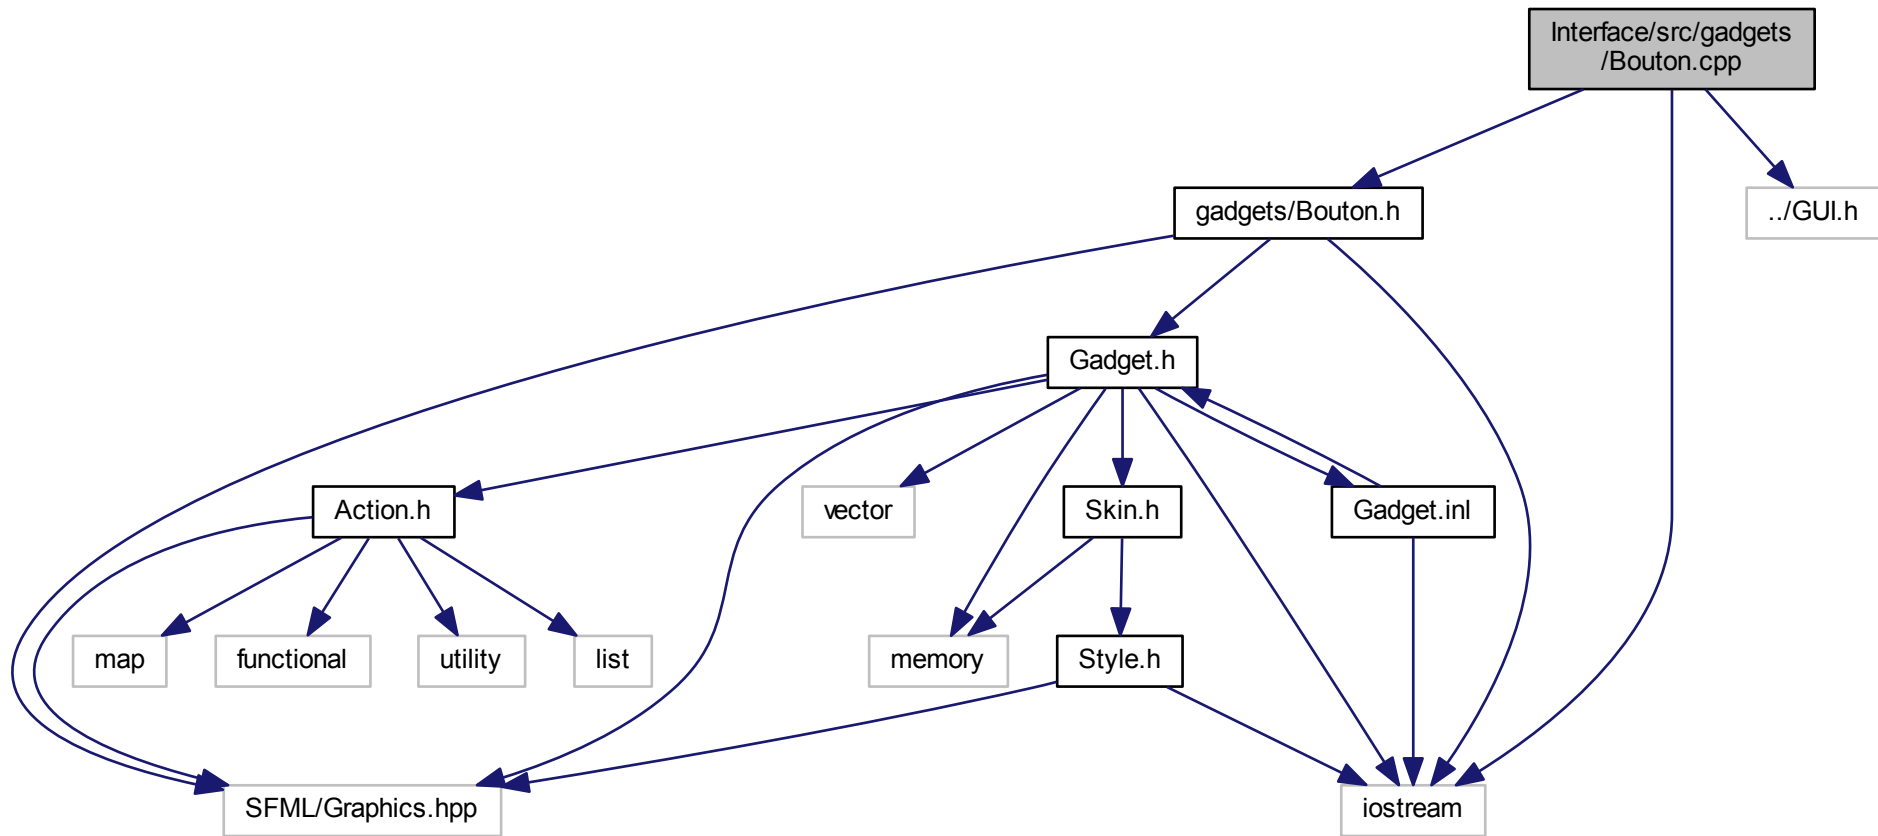 Interface/src/gadgets
/Bouton.cpp
gadgets/Bouton.h
../GUI.h
Gadget.h
Action.h
vector
Skin.h
Gadget.inl
map
functional
utility
list
memory
Style.h
SFML/Graphics.hpp
iostream